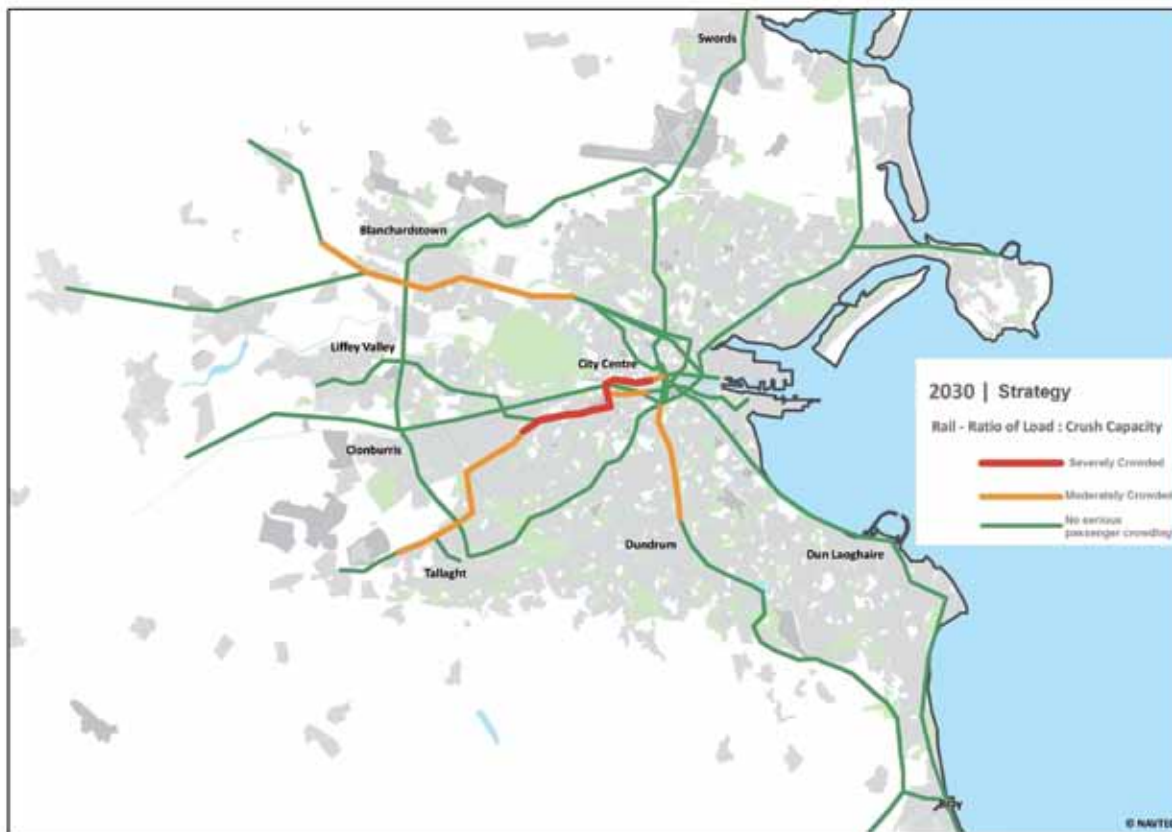 Swords
Blanchardstown
Liffey Valley
City Centre
Clonburris
Tallaght
Dundrum
Dun Laoghaire
2030 | Strategy
Rail - Ratio of Load : Crush Capacity
Severely Crowded
Moderately Crowded
No serious
passenger crowding
© NAVTEQ